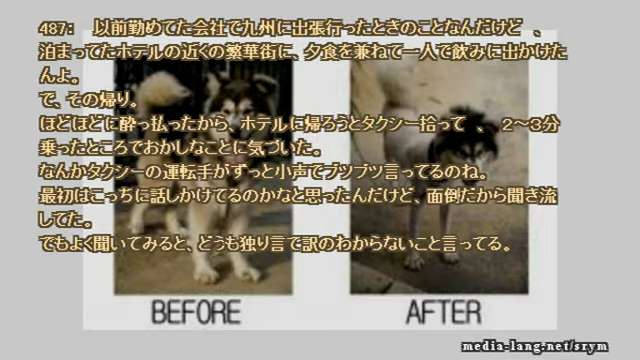 487:　以前勤めてた会社で九州に出張行ったときのことなんだけど　、
泊まってたホテルの近くの繁華街に、夕食を兼ねて一人で飲みに出かけた
んよ。
で、その帰り。
ほどほどに酔っ払ったから、ホテルに帰ろうとタクシー拾って　、　２～３分
乗ったところでおかしなことに気づいた。
なんかタクシーの運転手がずっと小声でブツブツ言ってるのね。
最初はこっちに話しかけてるのかなと思ったんだけど、面倒だから聞き流
してた。
でもよく聞いてみると、どうも独り言で訳のわからないこと言ってる。
BEFORE
AFTER
media-lang.net/srym